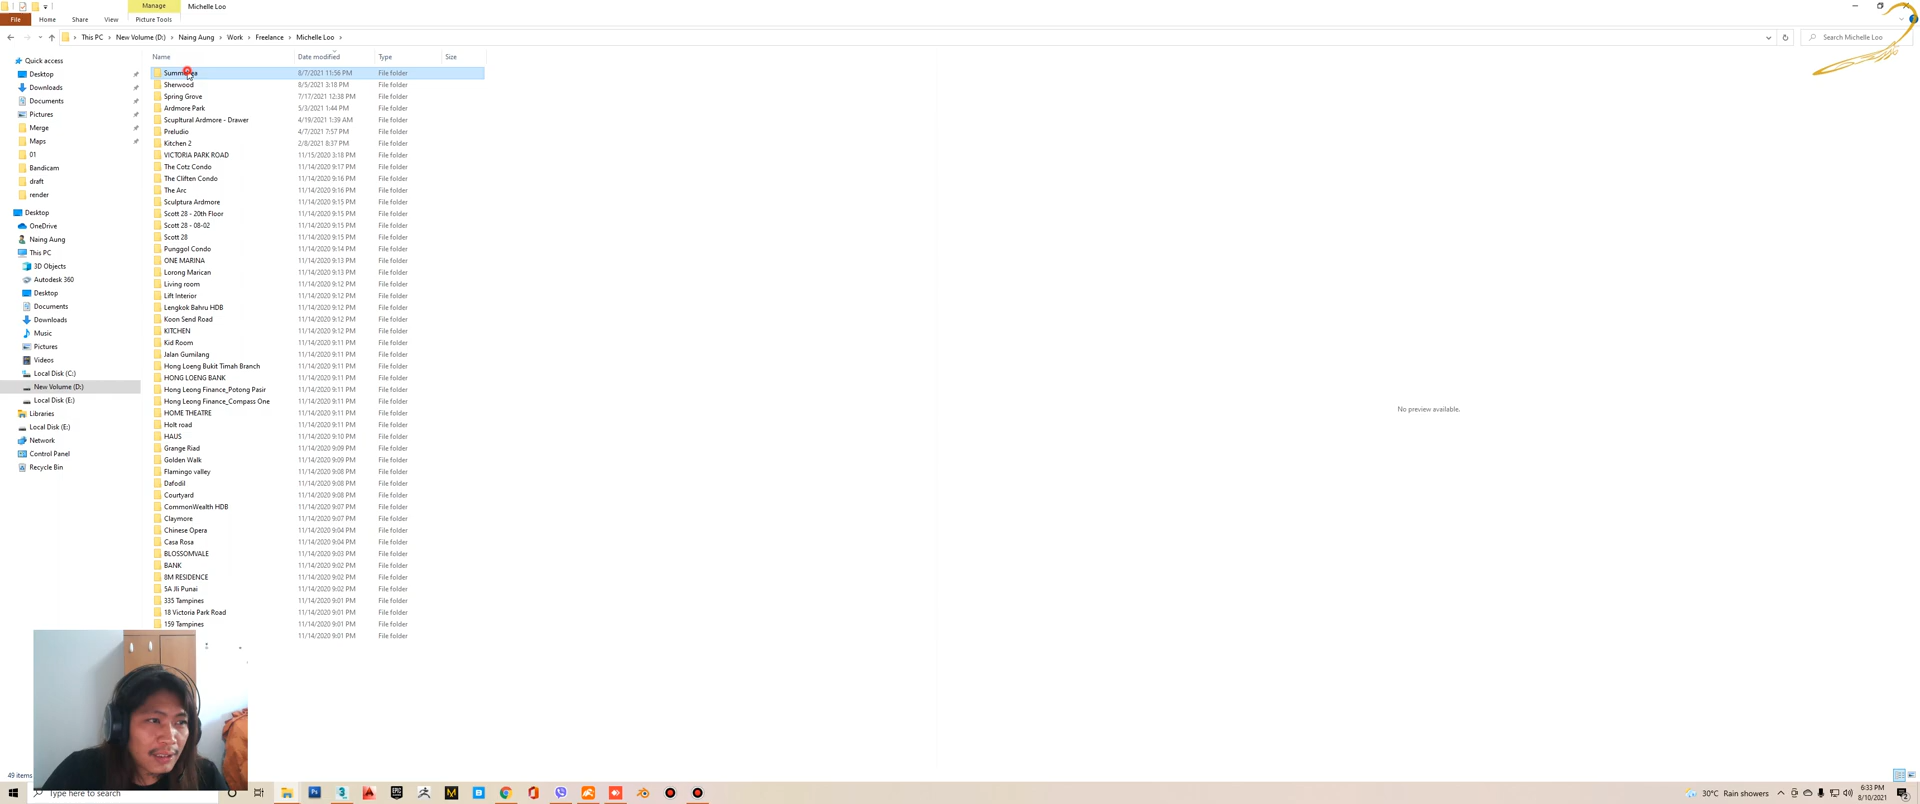 Manage
Michelle Loo
File
Home
Share
View
Picture Tools
This PC
New Volume (D:)
Naing Aung
Work
Freelance
Michelle Loo
Search Michelle Loo
Name
Date modified
Type
Size
Quick access
Desktop
Downloads
Documents
Pictures
Merge
Maps
01
Bandicam
draft
render
Desktop
OneDrive
Naing Aung
This PC
3D Objects
Autodesk 360
Desktop
Documents
Downloads
Music
Pictures
Videos
Local Disk (C:)
New Volume (D:)
Local Disk (E:)
Libraries
Local Disk (E:)
Network
Control Panel
Recycle Bin
8/7/2021 11:56 PM File folder
Sherwood 8/5/2021 3:18 PM File folder
Spring Grove 7/17/2021 12:38 PM File folder
Ardmore Park 5/3/2021 1:44 PM File folder
Scupltural Ardmore - Drawer 4/19/2021 1:39 AM File folder
Preludio 4/7/2021 7:57 PM File folder
Kitchen 2 2/8/2021 8:37 PM File folder
VICTORIA PARK ROAD 11/15/2020 3:18 PM File folder
The Cotz Condo 11/14/2020 9:17 PM File folder
The Cliften Condo 11/14/2020 9:16 PM File folder
The Arc 11/14/2020 9:16 PM File folder
Sculptura Ardmore 11/14/2020 9:15 PM File folder
Scott 28 - 20th Floor 11/14/2020 9:15 PM File folder
Scott 28 - 08-02 11/14/2020 9:15 PM File folder
Scott 28 11/14/2020 9:15 PM File folder
Punggol Condo 11/14/2020 9:14 PM File folder
ONE MARINA 11/14/2020 9:13 PM File folder
Lorong Marican 11/14/2020 9:13 PM File folder
Living room 11/14/2020 9:12 PM File folder
Lift Interior 11/14/2020 9:12 PM File folder
Lengkok Bahru HDB 11/14/2020 9:12 PM File folder
Koon Send Road 11/14/2020 9:12 PM File folder
KITCHEN 11/14/2020 9:12 PM File folder
Kid Room 11/14/2020 9:11 PM File folder
Jalan Gumilang 11/14/2020 9:11 PM File folder
Hong Loeng Bukit Timah Branch 11/14/2020 9:11 PM File folder
HONG LOENG BANK 11/14/2020 9:11 PM File folder
Hong Leong Finance_Potong Pasir 11/14/2020 9:11 PM File folder
Hong Leong Finance_Compass One 11/14/2020 9:11 PM File folder
HOME THEATRE 11/14/2020 9:11 PM File folder
Holt road 11/14/2020 9:11 PM File folder
HAUS 11/14/2020 9:10 PM File folder
Grange Riad 11/14/2020 9:09 PM File folder
Golden Walk 11/14/2020 9:09 PM File folder
Flamingo valley 11/14/2020 9:08 PM File folder
Dafodil 11/14/2020 9:08 PM File folder
Courtyard 11/14/2020 9:08 PM File folder
CommonWealth HDB 11/14/2020 9:07 PM File folder
Claymore 11/14/2020 9:07 PM File folder
Chinese Opera 11/14/2020 9:04 PM File folder
Casa Rosa 11/14/2020 9:04 PM File folder
BLOSSOMVALE 11/14/2020 9:03 PM File folder
BANK 11/14/2020 9:02 PM File folder
8M RESIDENCE 11/14/2020 9:02 PM File folder
5A Jli Punai 11/14/2020 9:02 PM File folder
335 Tampines 11/14/2020 9:01 PM File folder
18 Victoria Park Road 11/14/2020 9:01 PM File folder
159 Tampines 11/14/2020 9:01 PM File folder
11/14/2020 9:01 PM File folder
No preview available.
49 items
Type here to search
30°C Rain showers
6:33 PM
8/10/2021